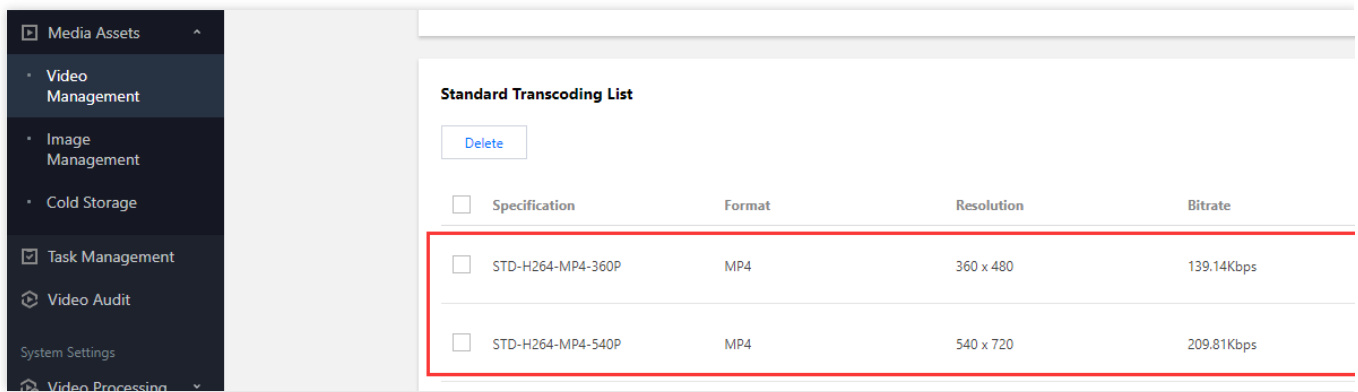 Media Assets
Video
Management
Image
Management
Cold Storage
Task Management
Video Audit
System Settings
Video Processing
Standard Transcoding List
Delete
Specification Format Resolution Bitrate
STD-H264-MP4-360P MP4 360 x 480 139.14Kbps
STD-H264-MP4-540P MP4 540 x 720 209.81Kbps